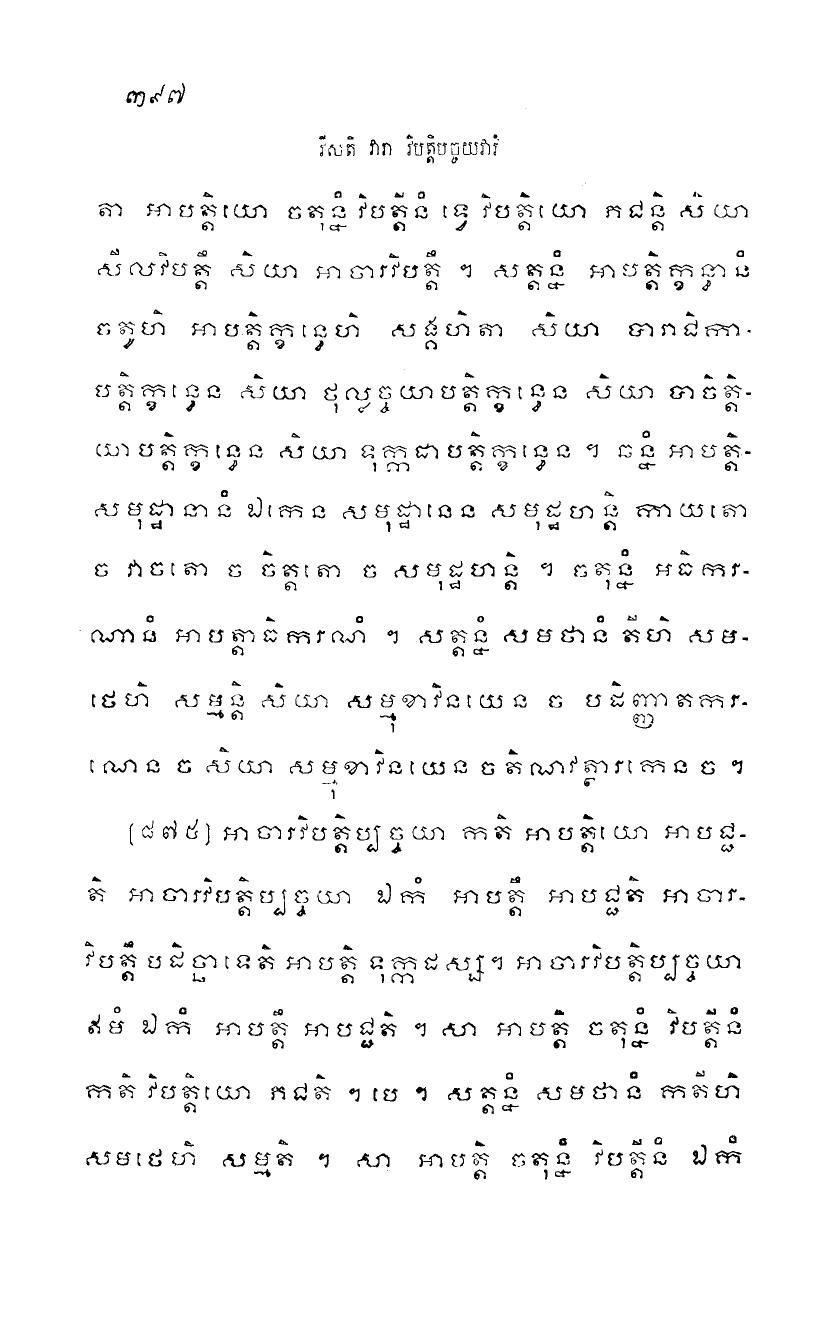 ៣៩៧
វីសតិ វារា វិបត្តិបច្ចយវារំ
តា អាបត្តិយោ ចតុន្នំ វិបត្តីនំ ទ្វេ វិបត្តិយោ ភជន្តិ សិយា
សីលវិបត្តឹ សិយា អាចារវិបត្តឹ ។ សត្តន្នំ អាបត្តិក្ខន្ធានំ
ចតូហិ អាបត្តិក្ខន្ធេហិ សង្គហិតា សិយា បារាជិកា-
បត្តិក្ខន្ធេន សិយា ថុល្លច្ចយាបត្តិក្ខន្ធេន សិយា បាចិត្តិ-
យាបត្តិក្ខន្ធេន សិយា ទុក្កដាបត្តិក្ខន្ធេន ។ ឆន្នំ អាបត្តិ-
សមុដ្ឋានានំ ឯកេន សមុដ្ឋានេន សមុដ្ឋហន្តិ កាយតោ
ច វាចតោ ច ចិត្តតោ ច សមុដ្ឋហន្តិ ។ ចតុន្នំ អធិករ-
ណានំ អាបត្តាធិករណំ ។ សត្តន្នំ សមថានំ តីហិ សម-
ថេហិ សម្មន្តិ សិយា សម្មុខាវិនយេន ច បដិញ្ញាតករ-
ណេន ច សិយា សម្មុខាវិនយេន ច តិណវត្ថារកេន ច ។
[៨៧៥] អាចារវិបត្តិប្បច្ចយា កតិ អាបត្តិយោ អាបជ្ជ-
តិ អាចារវិបត្តិប្បច្ចយា ឯកំ អាបត្តឹ អាបជ្ជតិ អាចារ-
វិបត្តឹ បដិច្ឆាទេតិ អាបត្តិ ទុក្កដស្ស ។ អាចារវិបត្តិប្បច្ចយា
ឥមំ ឯកំ អាបត្តឹ អាបជ្ជតិ ។ សា អាបត្តិ ចតុន្នំ វិបត្តីនំ
កតិ វិបត្តិយោ ភជតិ ។ បេ ។ សត្តន្នំ សមថានំ កតីហិ
សមថេហិ សម្មតិ ។ សា អាបត្តិ ចតុន្នំ វិបត្តីនំ ឯកំ